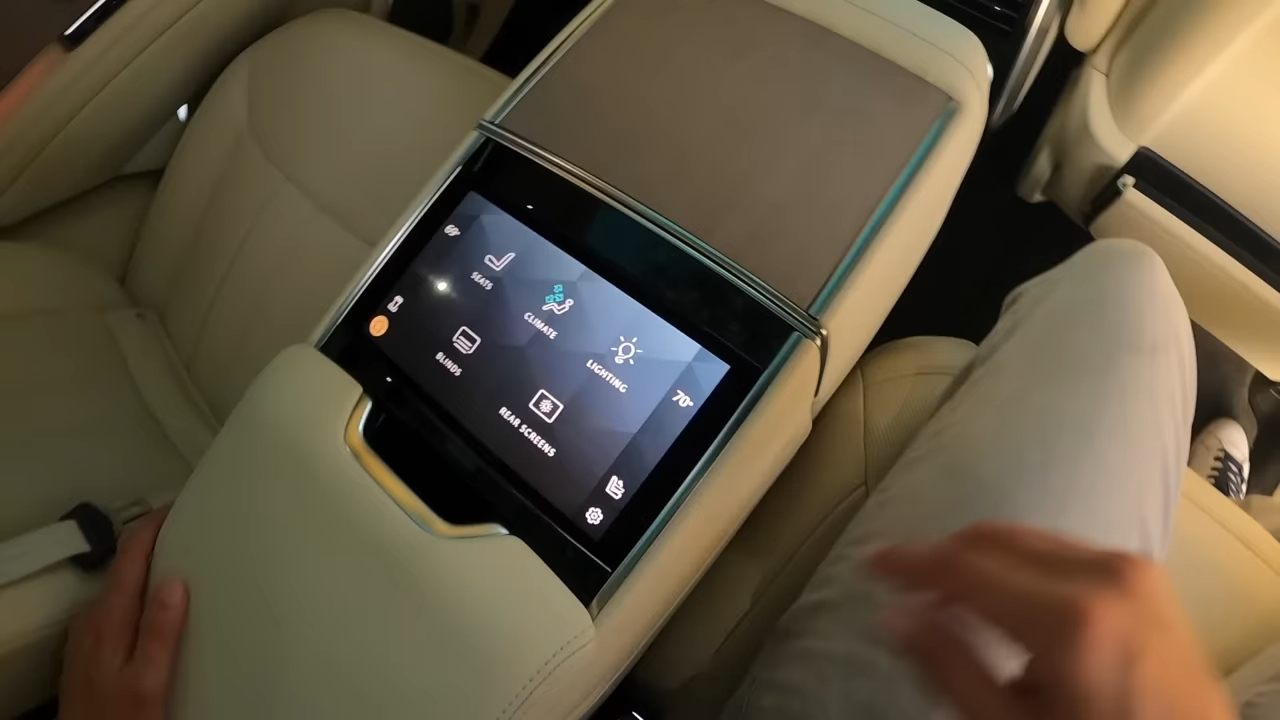 SEATS
CLIMATE
LIGHTING
BLINDS
REAR SCREENS
70°